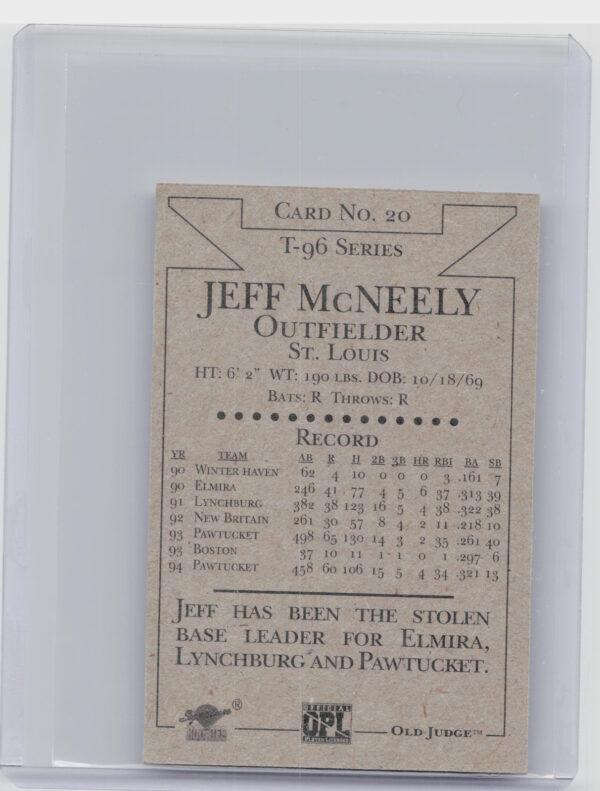 CARD NO. 20
T-96 SERIES
JEFF MCNEELY
OUTFIELDER
ST. LOUIS
HT: 6' 2" WT: 190 LBS. DOB: 10/18/69
BATS: R THROWS: R
RECORD
YR TEAM AB R H 2B 3B HR RBI BA SB
90 WINTER HAVEN 62 4 10 0 0 0 3 .161 7
90 ELMIRA 246 41 77 4 5 6 37 .313 39
91 LYNCHBURG 382 38 123 16 5 4 38 .322 38
92 NEW BRITAIN 261 30 57 8 4 2 11 .218 10
93 PAWTUCKET 498 65 130 14 3 2 35 .261 40
93 BOSTON 37 10 11 1 1 0 1 .297 6
94 PAWTUCKET 458 60 106 15 5 4 34 .321 13
JEFF HAS BEEN THE STOLEN
BASE LEADER FOR ELMIRA,
LYNCHBURG AND PAWTUCKET.
Signature ®
ROOKIES
OFFICIAL
OPL
OLD JUDGE™